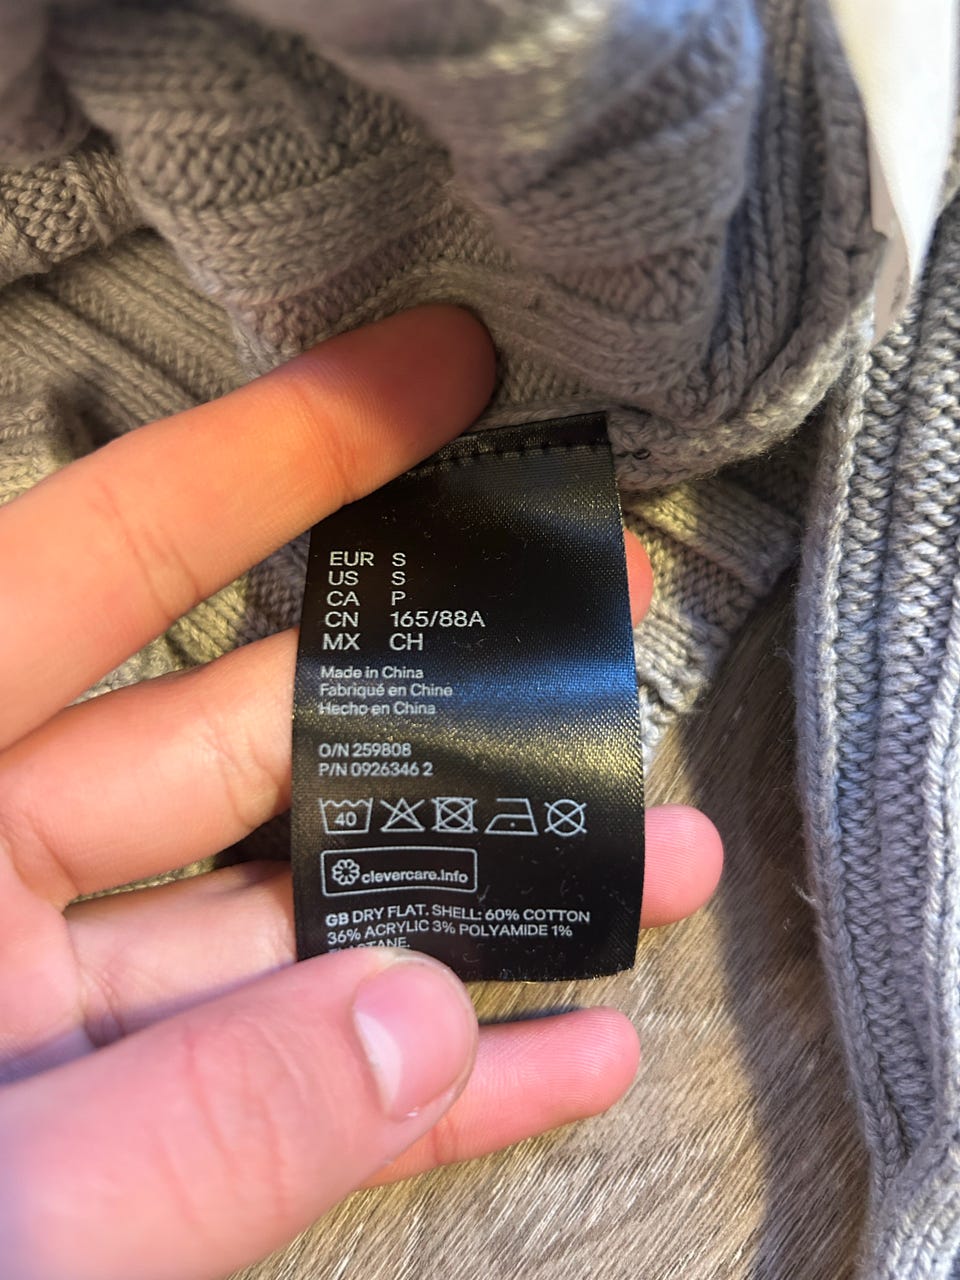 EUR S
US S
CA P
CN 165/88A
MX CH
Made in China
Fabriqué en Chine
Hecho en China
O/N 259808
P/N 0926346 2
40
clevercare.info
GB DRY FLAT. SHELL: 60% COTTON
36% ACRYLIC 3% POLYAMIDE 1%
ELASTANE.